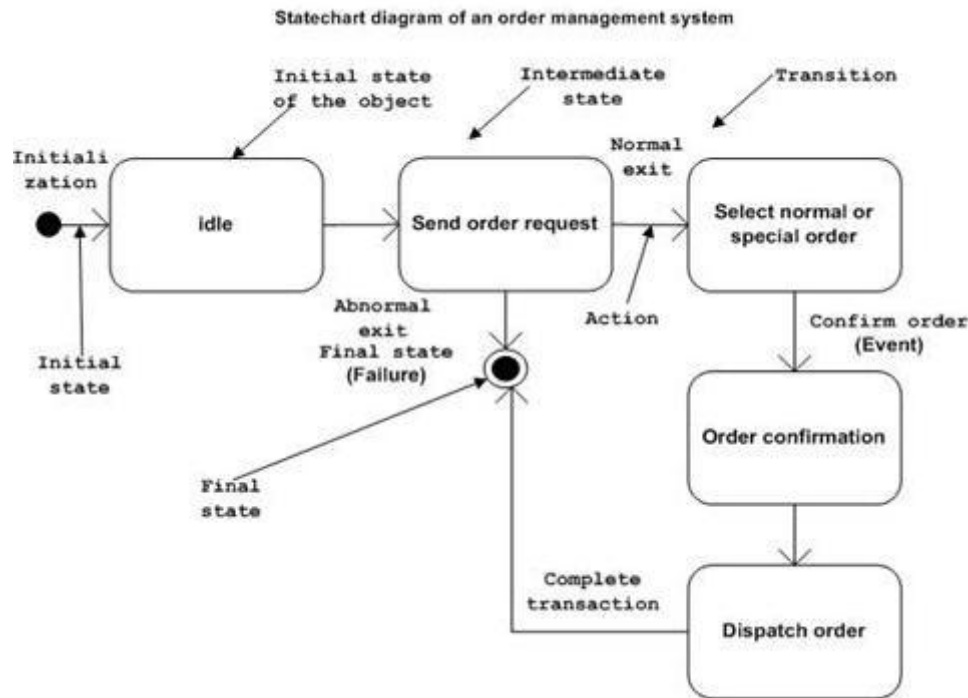 Statechart diagram of an order management system
Initial state
of the object
Intermediate
state
Transition
Initiali
zation
Normal
exit
idle
Send order request
Select normal or
special order
Abnormal
exit
Final state
(Failure)
Action
Confirm order
(Event)
Initial
state
Order confirmation
Final
state
Complete
transaction
Dispatch order